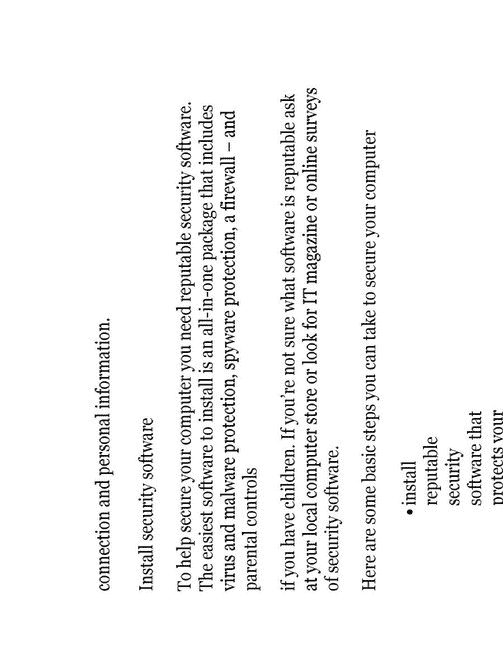 connection and personal information.
Install security software
To help secure your computer you need reputable security software.
The easiest software to install is an all-in-one package that includes
virus and malware protection, spyware protection, a firewall – and
parental controls
if you have children. If you're not sure what software is reputable ask
at your local computer store or look for IT magazine or online surveys
of security software.
Here are some basic steps you can take to secure your computer
• install
reputable
security
software that
protects your